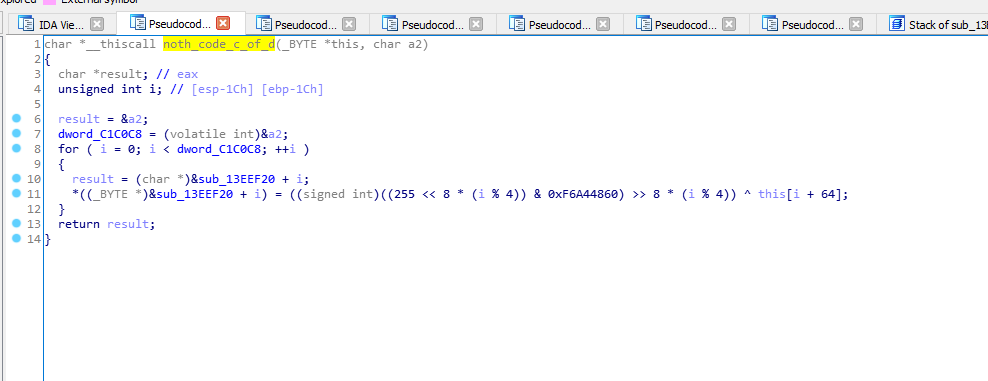 xplored External symbol
IDA Vie... Pseudocod... Pseudocod... Pseudocod... Pseudocod... Pseudocod... Pseudocod... Stack of sub_13
1 char *__thiscall noth_code_c_of_d(_BYTE *this, char a2)
2 {
3 char *result; // eax
4 unsigned int i; // [esp-1Ch] [ebp-1Ch]
5
6 result = &a2;
7 dword_C1C0C8 = (volatile int)&a2;
8 for ( i = 0; i < dword_C1C0C8; ++i )
9 {
10 result = (char *)&sub_13EEF20 + i;
11 *((_BYTE *)&sub_13EEF20 + i) = ((signed int)((255 << 8 * (i % 4)) & 0xF6A44860) >> 8 * (i % 4)) ^ this[i + 64];
12 }
13 return result;
14 }